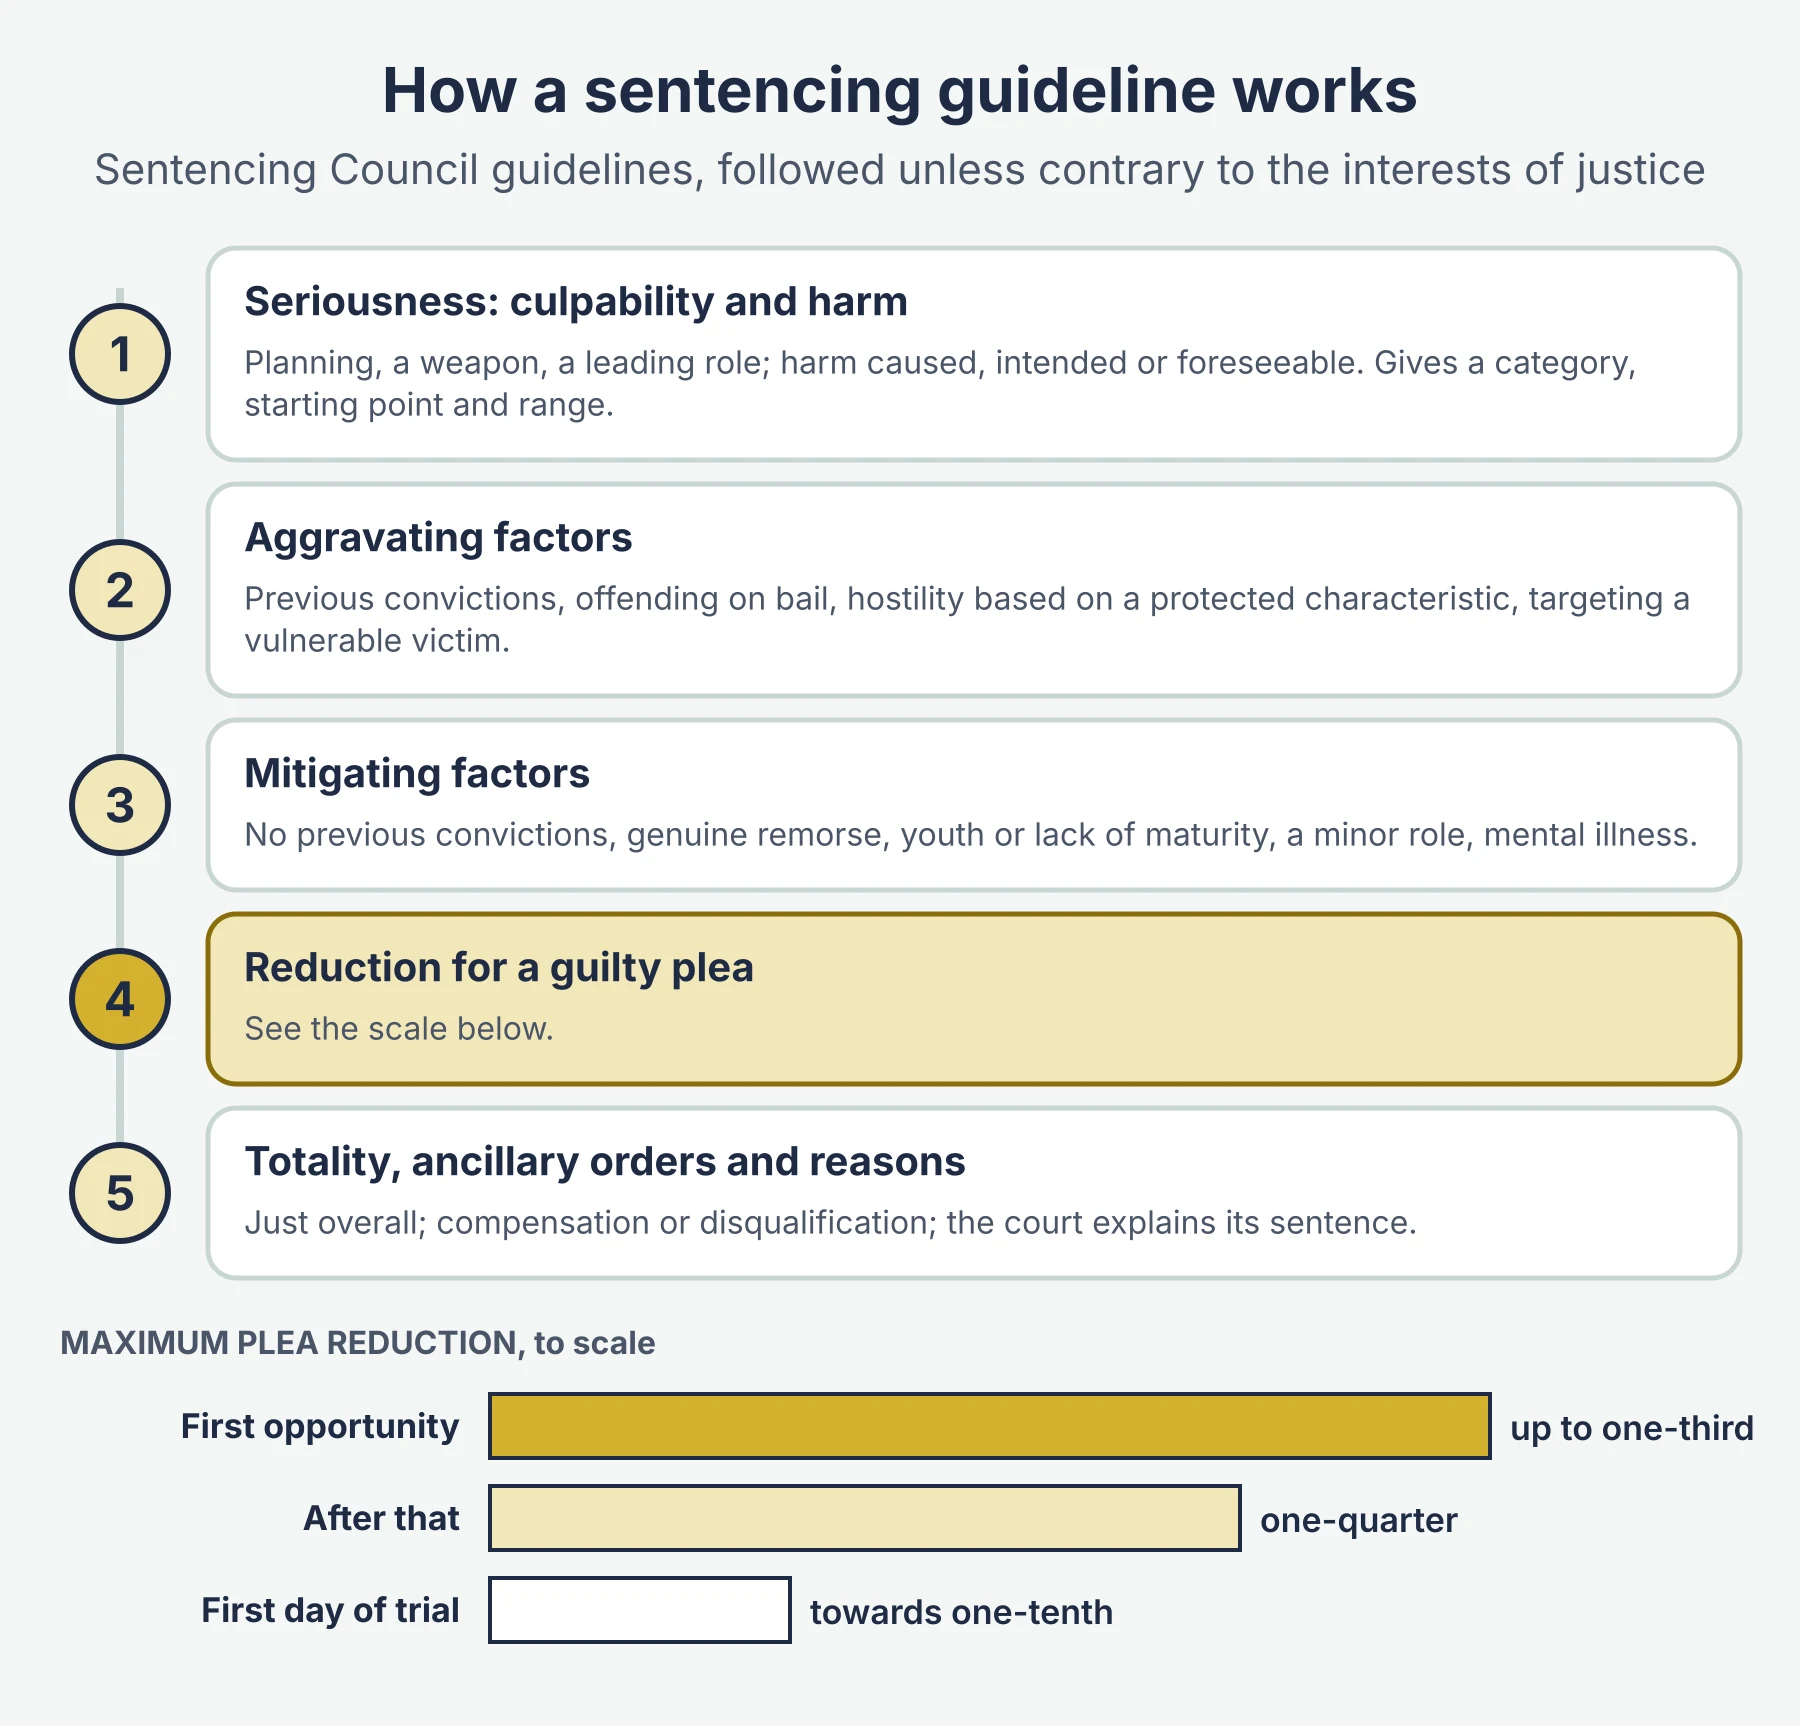 How a sentencing guideline works
Sentencing Council guidelines, followed unless contrary to the interests of justice
1
Seriousness: culpability and harm
Planning, a weapon, a leading role; harm caused, intended or foreseeable. Gives a category,
starting point and range.
2
Aggravating factors
Previous convictions, offending on bail, hostility based on a protected characteristic, targeting a
vulnerable victim.
3
Mitigating factors
No previous convictions, genuine remorse, youth or lack of maturity, a minor role, mental illness.
4
Reduction for a guilty plea
See the scale below.
5
Totality, ancillary orders and reasons
Just overall; compensation or disqualification; the court explains its sentence.
MAXIMUM PLEA REDUCTION, to scale
First opportunity up to one-third
After that one-quarter
First day of trial towards one-tenth